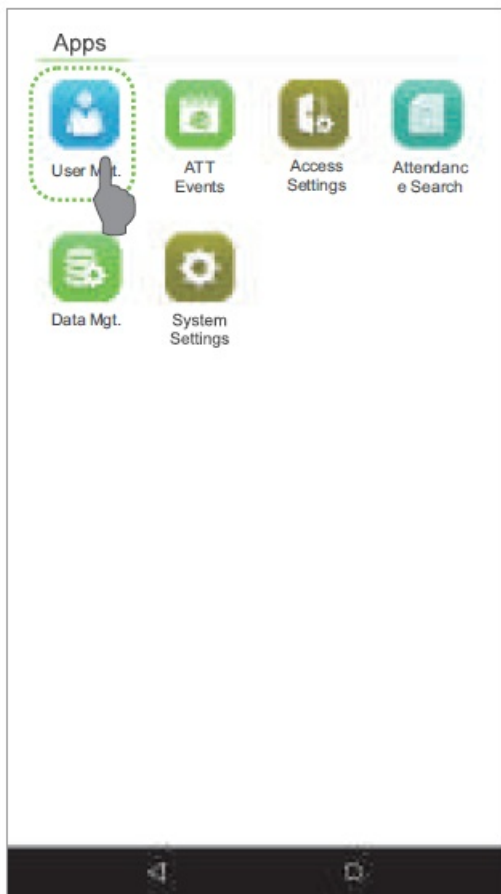 Apps
User M t.
ATT
Events
Access
Settings
Attendanc
e Search
Data Mgt.
System
Settings